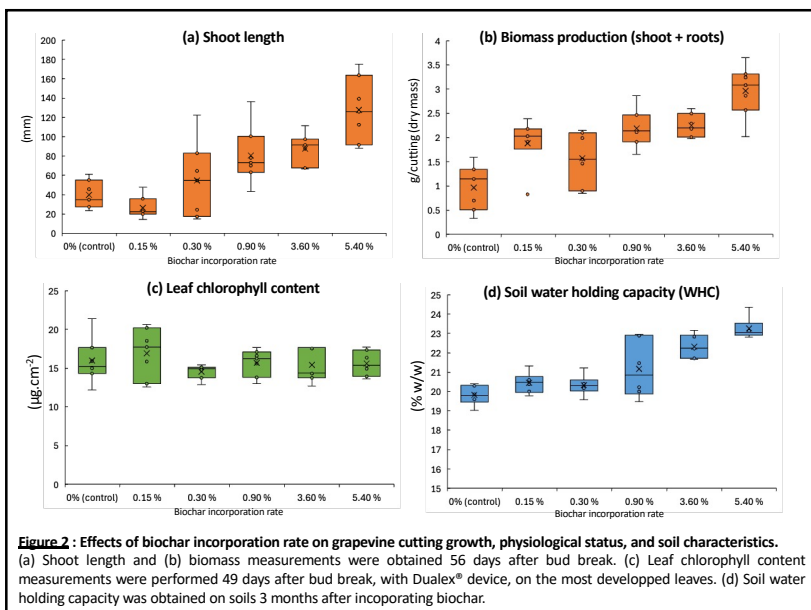 (a) Shoot length
(mm)
200
180
160
140
120
100
80
60
40
20
0
0% (control) 0.15 % 0.30 % 0.90 % 3.60 % 5.40 %
Biochar incorporation rate
(b) Biomass production (shoot + roots)
g/cutting (dry mass)
4
3.5
3
2.5
2
1.5
1
0.5
0
0% (control) 0.15 % 0.30 % 0.90 % 3.60 % 5.40 %
Biochar incorporation rate
(c) Leaf chlorophyll content
(µg.cm⁻²)
25
20
15
10
5
0
0% (control) 0.15 % 0.30 % 0.90 % 3.60 % 5.40 %
Biochar incorporation rate
(d) Soil water holding capacity (WHC)
(% w/w)
26
25
24
23
22
21
20
19
18
17
16
15
0% (control) 0.15 % 0.30 % 0.90 % 3.60 % 5.40 %
Biochar incorporation rate
Figure 2 : Effects of biochar incorporation rate on grapevine cutting growth, physiological status, and soil characteristics.
(a) Shoot length and (b) biomass measurements were obtained 56 days after bud break. (c) Leaf chlorophyll content
measurements were performed 49 days after bud break, with Dualex® device, on the most developped leaves. (d) Soil water
holding capacity was obtained on soils 3 months after incoporating biochar.